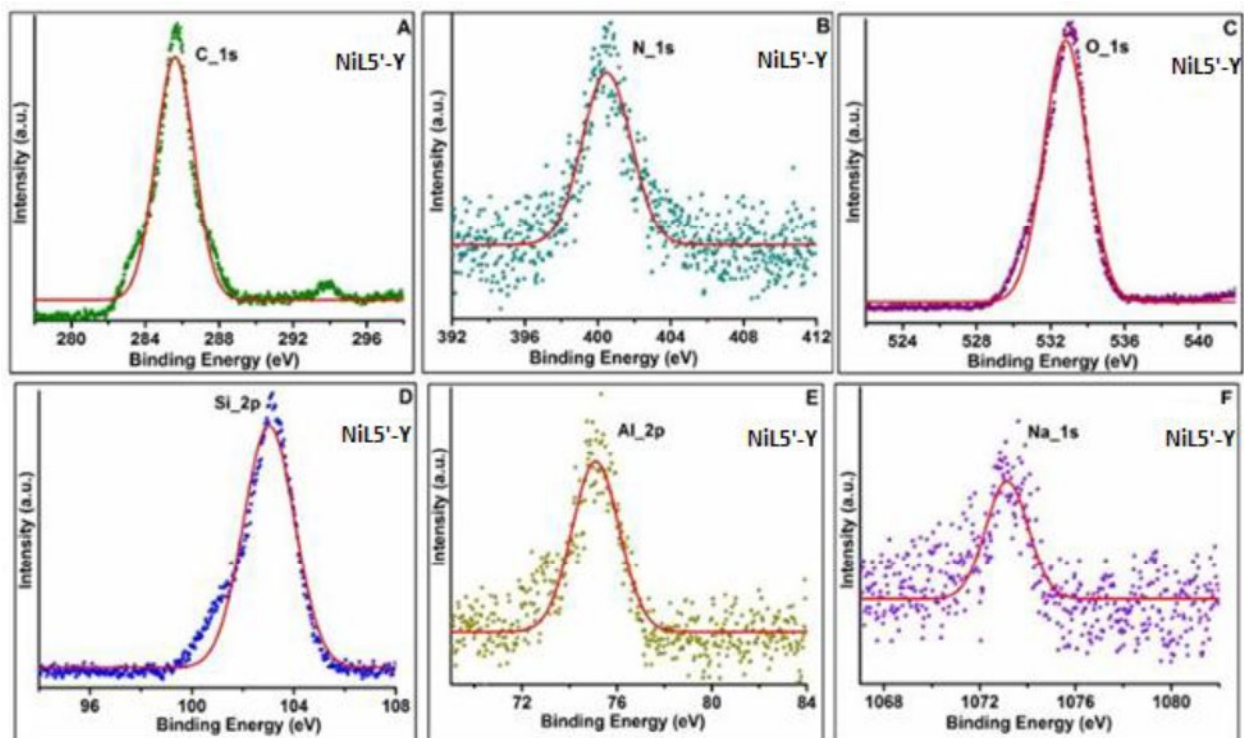 A
C_1s
NiL5'-Y
Intensity (a.u.)
280 284 288 292 296
Binding Energy (eV)
B
N_1s
NiL5'-Y
Intensity (a.u.)
392 396 400 404 408 412
Binding Energy (eV)
C
O_1s
NiL5'-Y
Intensity (a.u.)
524 528 532 536 540
Binding Energy (eV)
D
Si_2p
NiL5'-Y
Intensity (a.u.)
96 100 104 108
Binding Energy (eV)
E
Al_2p
NiL5'-Y
Intensity (a.u.)
72 76 80 84
Binding Energy (eV)
F
Na_1s
NiL5'-Y
Intensity (a.u.)
1068 1072 1076 1080
Binding Energy (eV)